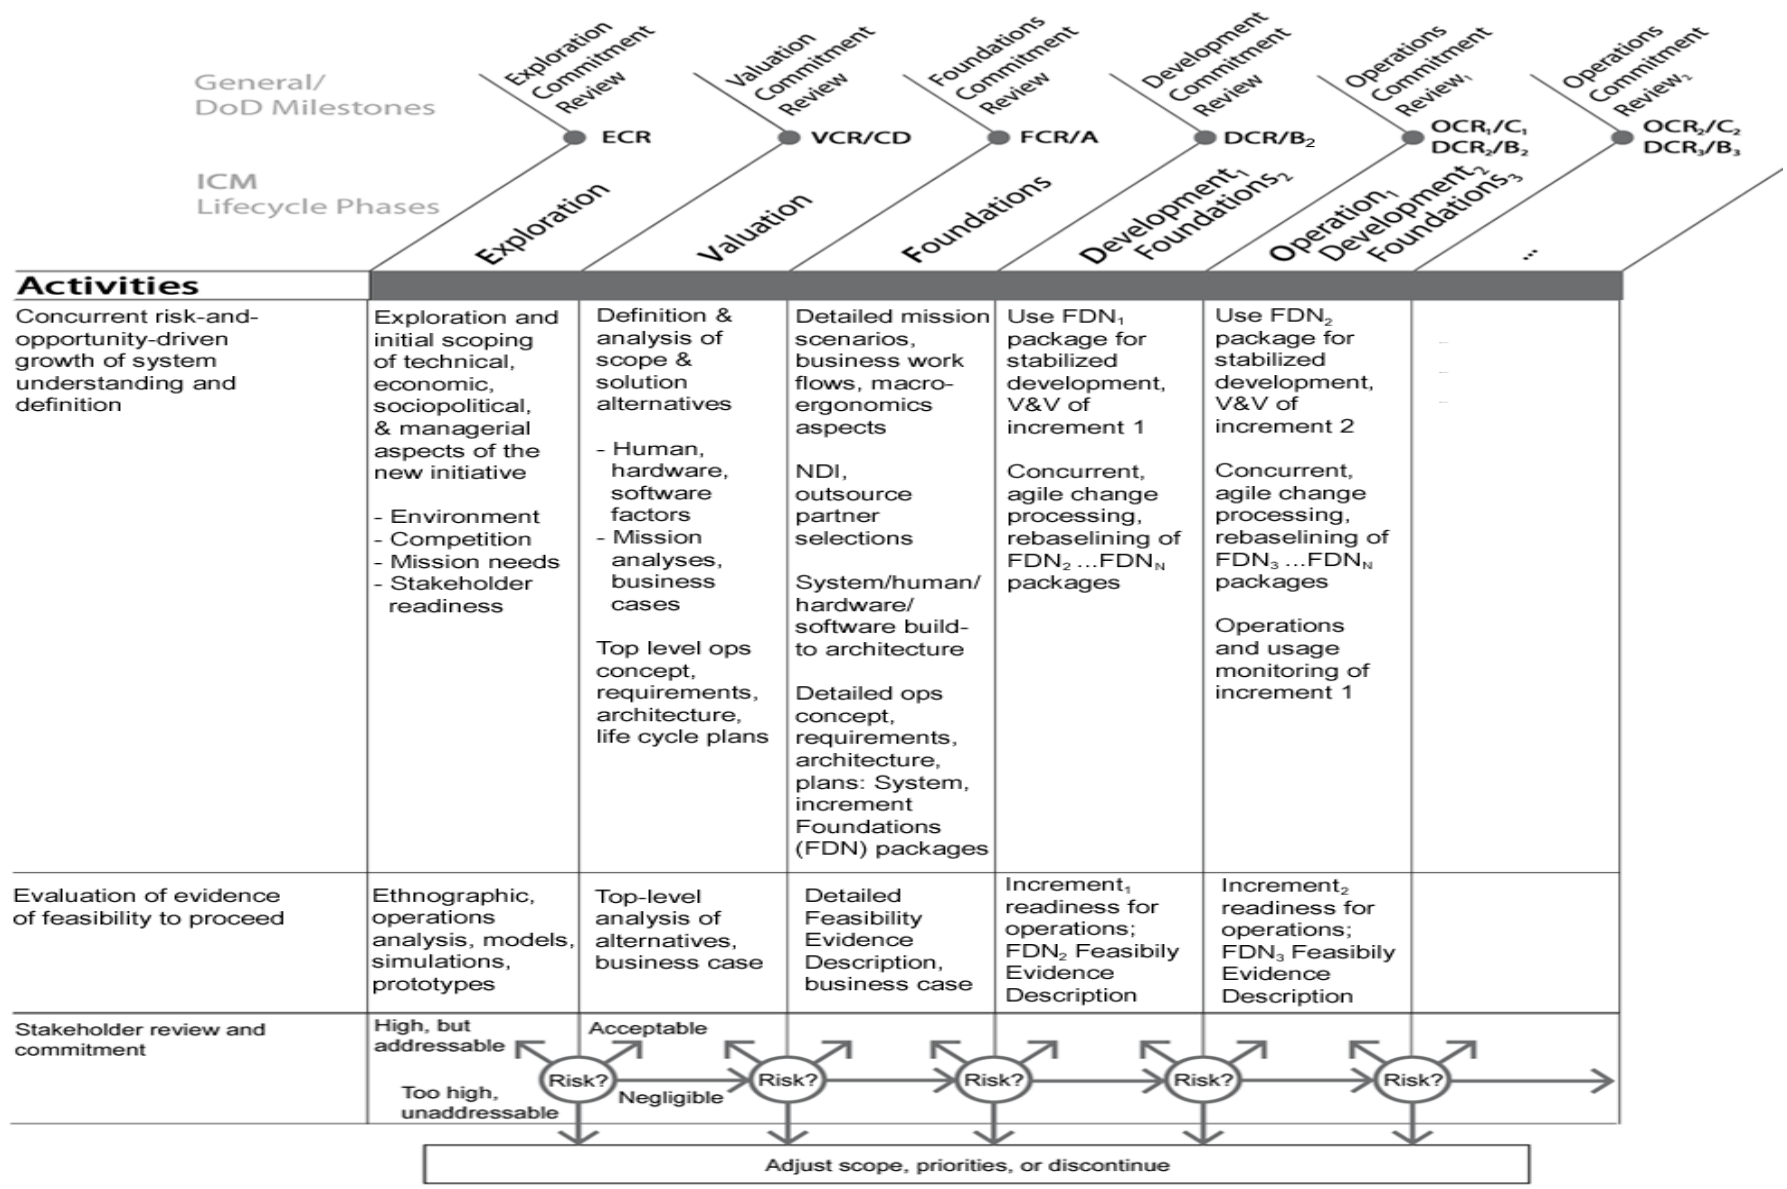 General/
DoD Milestones
Exploration
Commitment
Review
Valuation
Commitment
Review
Foundations
Commitment
Review
Development
Commitment
Review
Operations
Commitment
Review₁
Operations
Commitment
Review₂
ECR
VCR/CD
FCR/A
DCR/B₂
OCR₁/C₁
DCR₂/B₂
OCR₂/C₂
DCR₃/B₃
ICM
Lifecycle Phases
Exploration
Valuation
Foundations
Development₁
Foundations₂
Operation₁
Development₂
Foundations₃
...
Activities
Concurrent risk-and-
opportunity-driven
growth of system
understanding and
definition
Exploration and
initial scoping
of technical,
economic,
sociopolitical,
& managerial
aspects of the
new initiative
- Environment
- Competition
- Mission needs
- Stakeholder
readiness
Definition &
analysis of
scope &
solution
alternatives
- Human,
hardware,
software
factors
- Mission
analyses,
business
cases
Top level ops
concept,
requirements,
architecture,
life cycle plans
Detailed mission
scenarios,
business work
flows, macro-
ergonomics
aspects
NDI,
outsource
partner
selections
System/human/
hardware/
software build-
to architecture
Detailed ops
concept,
requirements,
architecture,
plans: System,
increment
Foundations
(FDN) packages
Use FDN₁
package for
stabilized
development,
V&V of
increment 1
Concurrent,
agile change
processing,
rebaselining of
FDN₂ ...FDNɴ
packages
Use FDN₂
package for
stabilized
development,
V&V of
increment 2
Concurrent,
agile change
processing,
rebaselining of
FDN₃ ...FDNɴ
packages
Operations
and usage
monitoring of
increment 1
Evaluation of evidence
of feasibility to proceed
Ethnographic,
operations
analysis, models,
simulations,
prototypes
Top-level
analysis of
alternatives,
business case
Detailed
Feasibility
Evidence
Description,
business case
Increment₁
readiness for
operations;
FDN₂ Feasibily
Evidence
Description
Increment₂
readiness for
operations;
FDN₃ Feasibily
Evidence
Description
Stakeholder review and
commitment
High, but
addressable
Acceptable
Too high,
unaddressable
Negligible
Risk?
Risk?
Risk?
Risk?
Risk?
Adjust scope, priorities, or discontinue